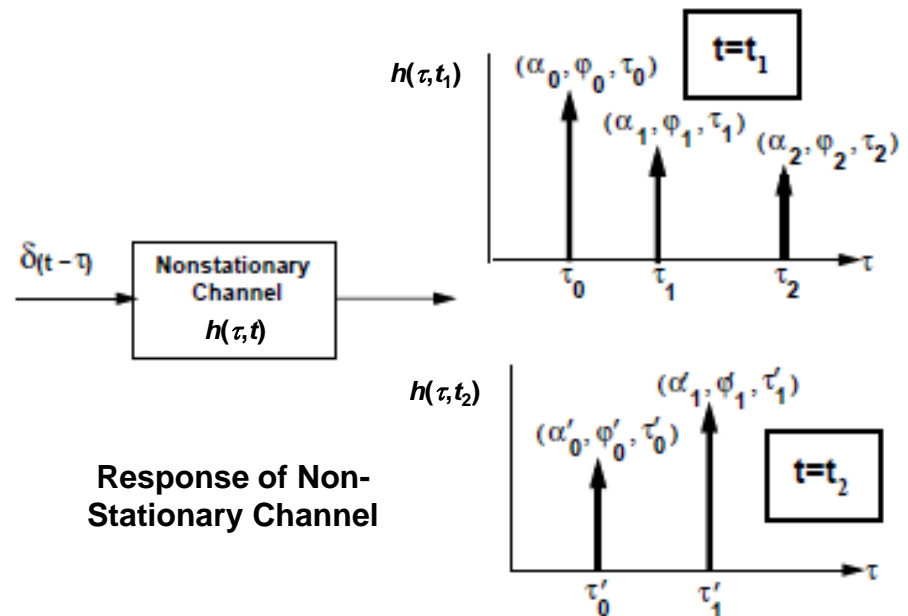 h(τ,t₁)
(α₀, φ₀, τ₀)
t=t₁
(α₁, φ₁, τ₁)
(α₂, φ₂, τ₂)
τ₀ τ₁ τ₂ τ
δ(t − τ)
Nonstationary
Channel
h(τ,t)
h(τ,t₂)
(α′₁, φ′₁, τ′₁)
(α′₀, φ′₀, τ′₀)
t=t₂
τ′₀ τ′₁ τ
Response of Non-
Stationary Channel